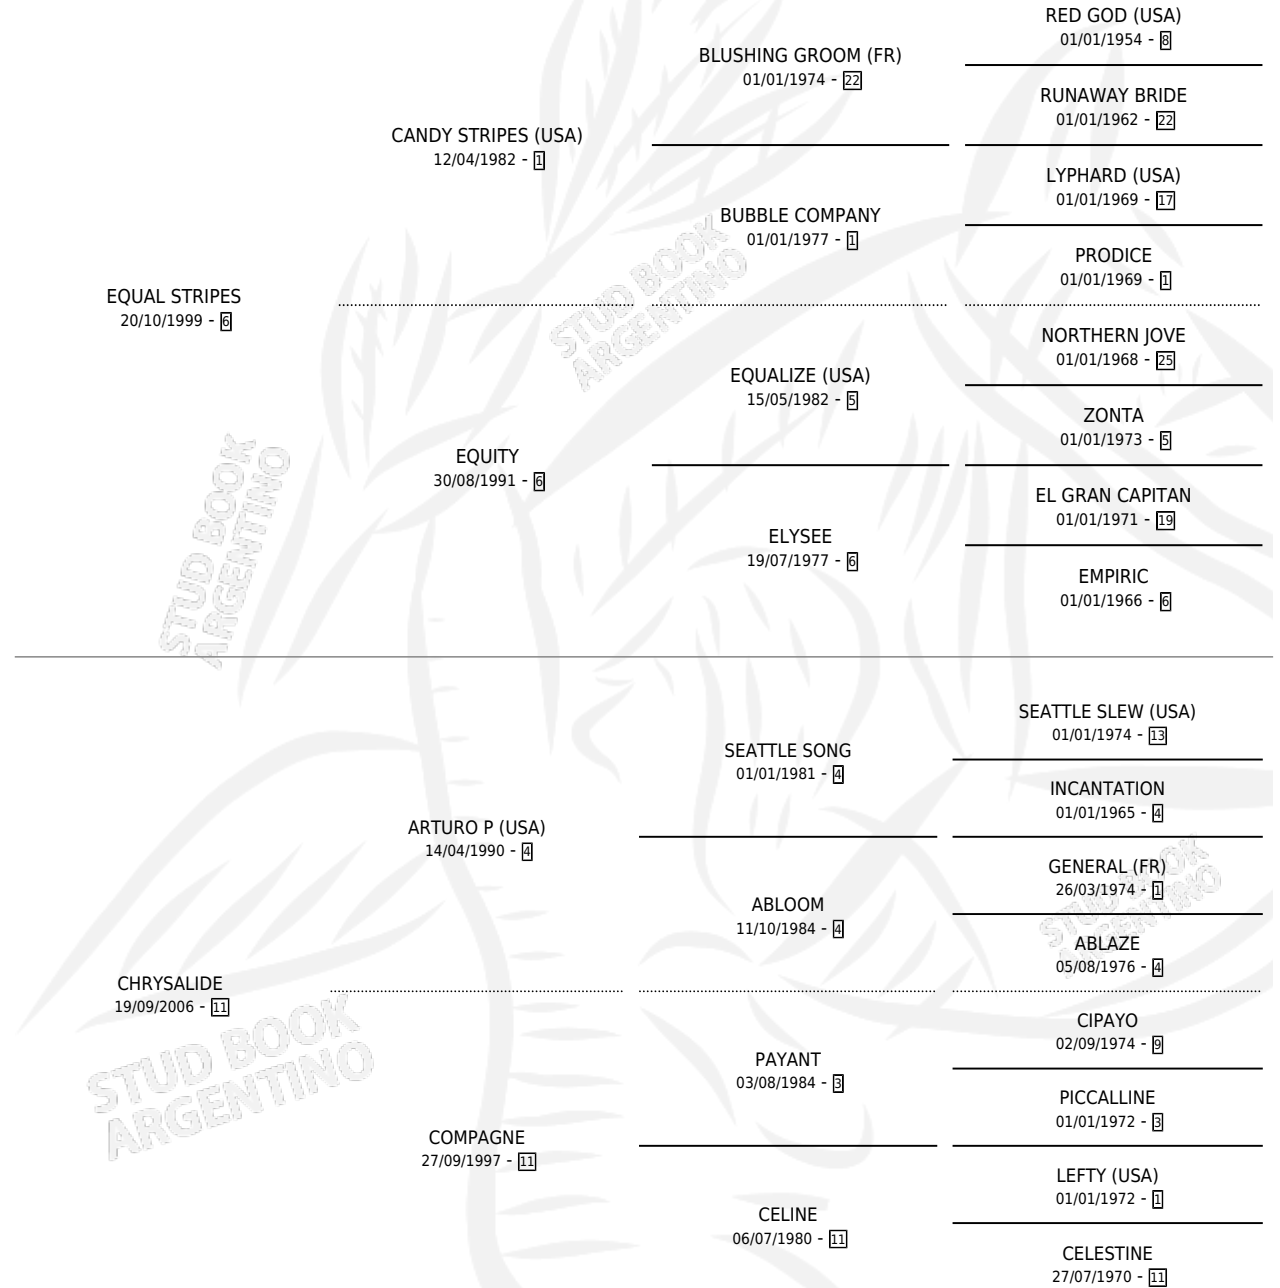 RED GOD (USA)
01/01/1954 - 8
BLUSHING GROOM (FR)
01/01/1974 - 22
RUNAWAY BRIDE
01/01/1962 - 22
CANDY STRIPES (USA)
12/04/1982 - 1
LYPHARD (USA)
01/01/1969 - 17
BUBBLE COMPANY
01/01/1977 - 1
PRODICE
01/01/1969 - 1
EQUAL STRIPES
20/10/1999 - 6
STUD BOOK
ARGENTINO
NORTHERN JOVE
01/01/1968 - 25
EQUALIZE (USA)
15/05/1982 - 5
ZONTA
01/01/1973 - 5
EQUITY
30/08/1991 - 6
EL GRAN CAPITAN
01/01/1971 - 19
ELYSEE
19/07/1977 - 6
EMPIRIC
01/01/1966 - 6
STUD BOOK
ARGENTINO
SEATTLE SLEW (USA)
01/01/1974 - 13
SEATTLE SONG
01/01/1981 - 4
INCANTATION
01/01/1965 - 4
ARTURO P (USA)
14/04/1990 - 4
GENERAL (FR)
26/03/1974 - 1
ABLOOM
11/10/1984 - 4
STUD BOOK
ARGENTINO
ABLAZE
05/08/1976 - 4
CHRYSALIDE
19/09/2006 - 11
CIPAYO
02/09/1974 - 9
PAYANT
03/08/1984 - 3
STUD BOOK
ARGENTINO
PICCALLINE
01/01/1972 - 3
COMPAGNE
27/09/1997 - 11
LEFTY (USA)
01/01/1972 - 1
CELINE
06/07/1980 - 11
CELESTINE
27/07/1970 - 11